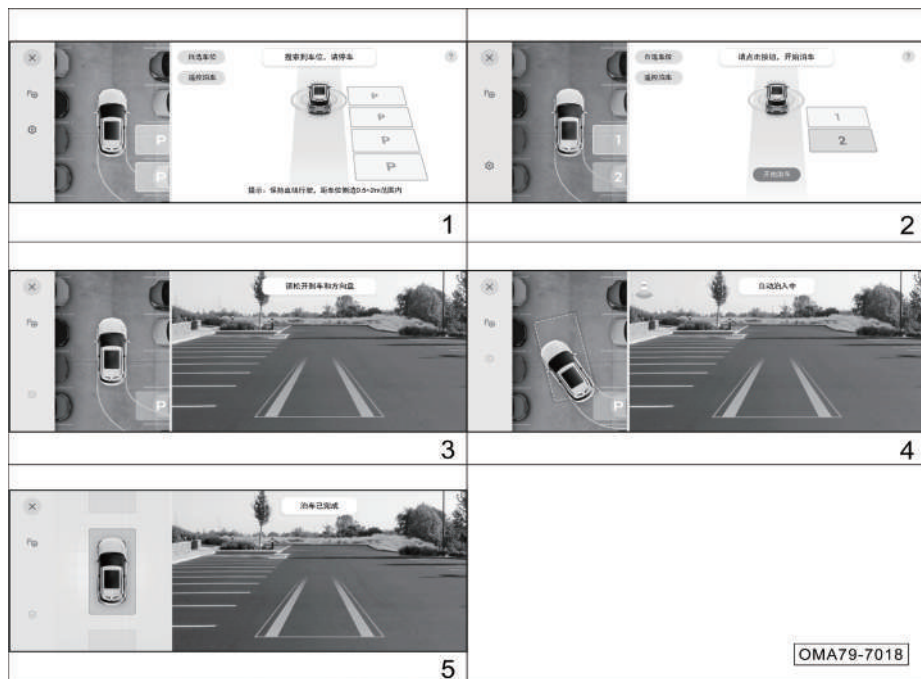 自选车位
搜索到车位，请停车
?
遥控泊车
P
P
P
P
P
P
提示：保持直线行驶，距车位侧边0.5~2m范围内
1
自选车位
请点击按钮，开始泊车
?
遥控泊车
1
2
1
2
开始泊车
2
请松开刹车和方向盘
P
3
自动泊入中
P
4
泊车已完成
5
OMA79-7018